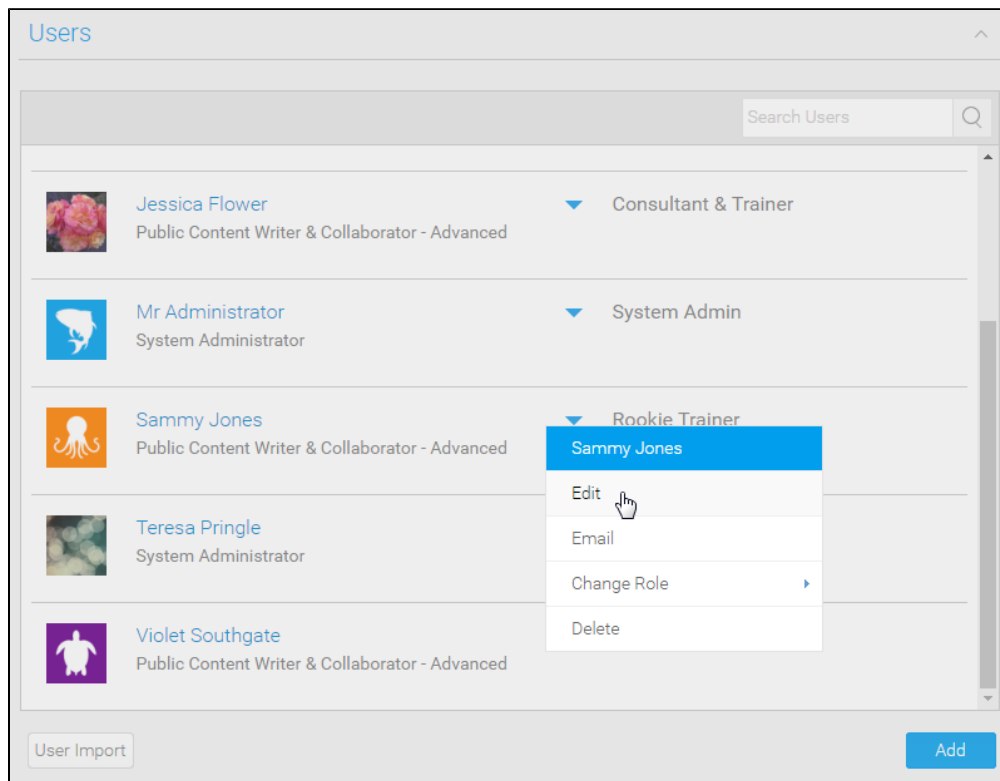 Users
Search Users
Jessica Flower
Consultant & Trainer
Public Content Writer & Collaborator - Advanced
Mr Administrator
System Admin
System Administrator
Sammy Jones
Rookie Trainer
Public Content Writer & Collaborator - Advanced
Sammy Jones
Edit
Email
Change Role
Delete
Teresa Pringle
System Administrator
Violet Southgate
Public Content Writer & Collaborator - Advanced
User Import
Add